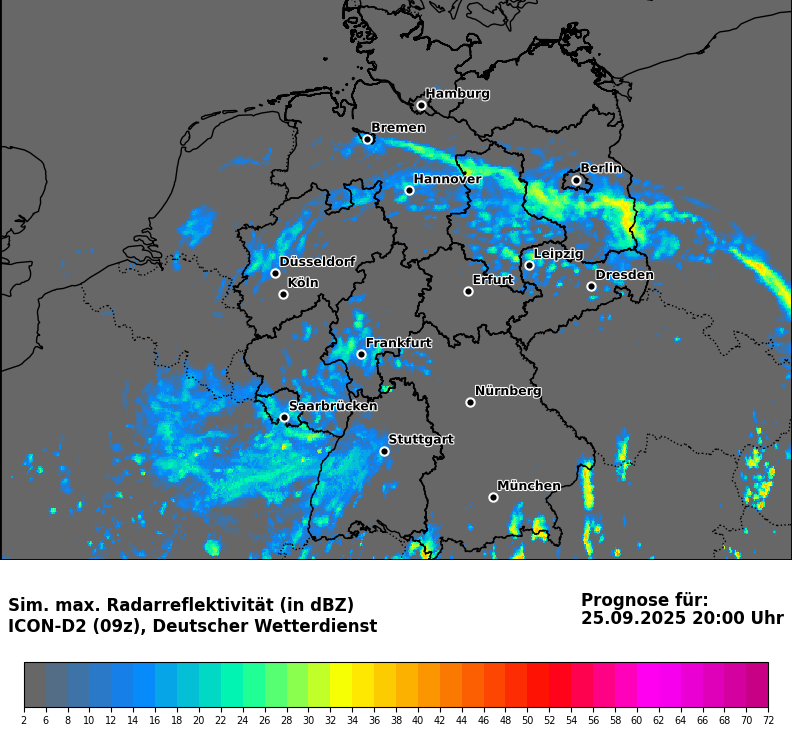 Hamburg
Bremen
Berlin
Hannover
Leipzig
Düsseldorf
Dresden
Köln
Erfurt
Frankfurt
Nürnberg
Saarbrücken
Stuttgart
München
Sim. max. Radarreflektivität (in dBZ)
ICON-D2 (09z), Deutscher Wetterdienst
Prognose für:
25.09.2025 20:00 Uhr
2 6 8 10 12 14 16 18 20 22 24 26 28 30 32 34 36 38 40 42 44 46 48 50 52 54 56 58 60 62 64 66 68 70 72